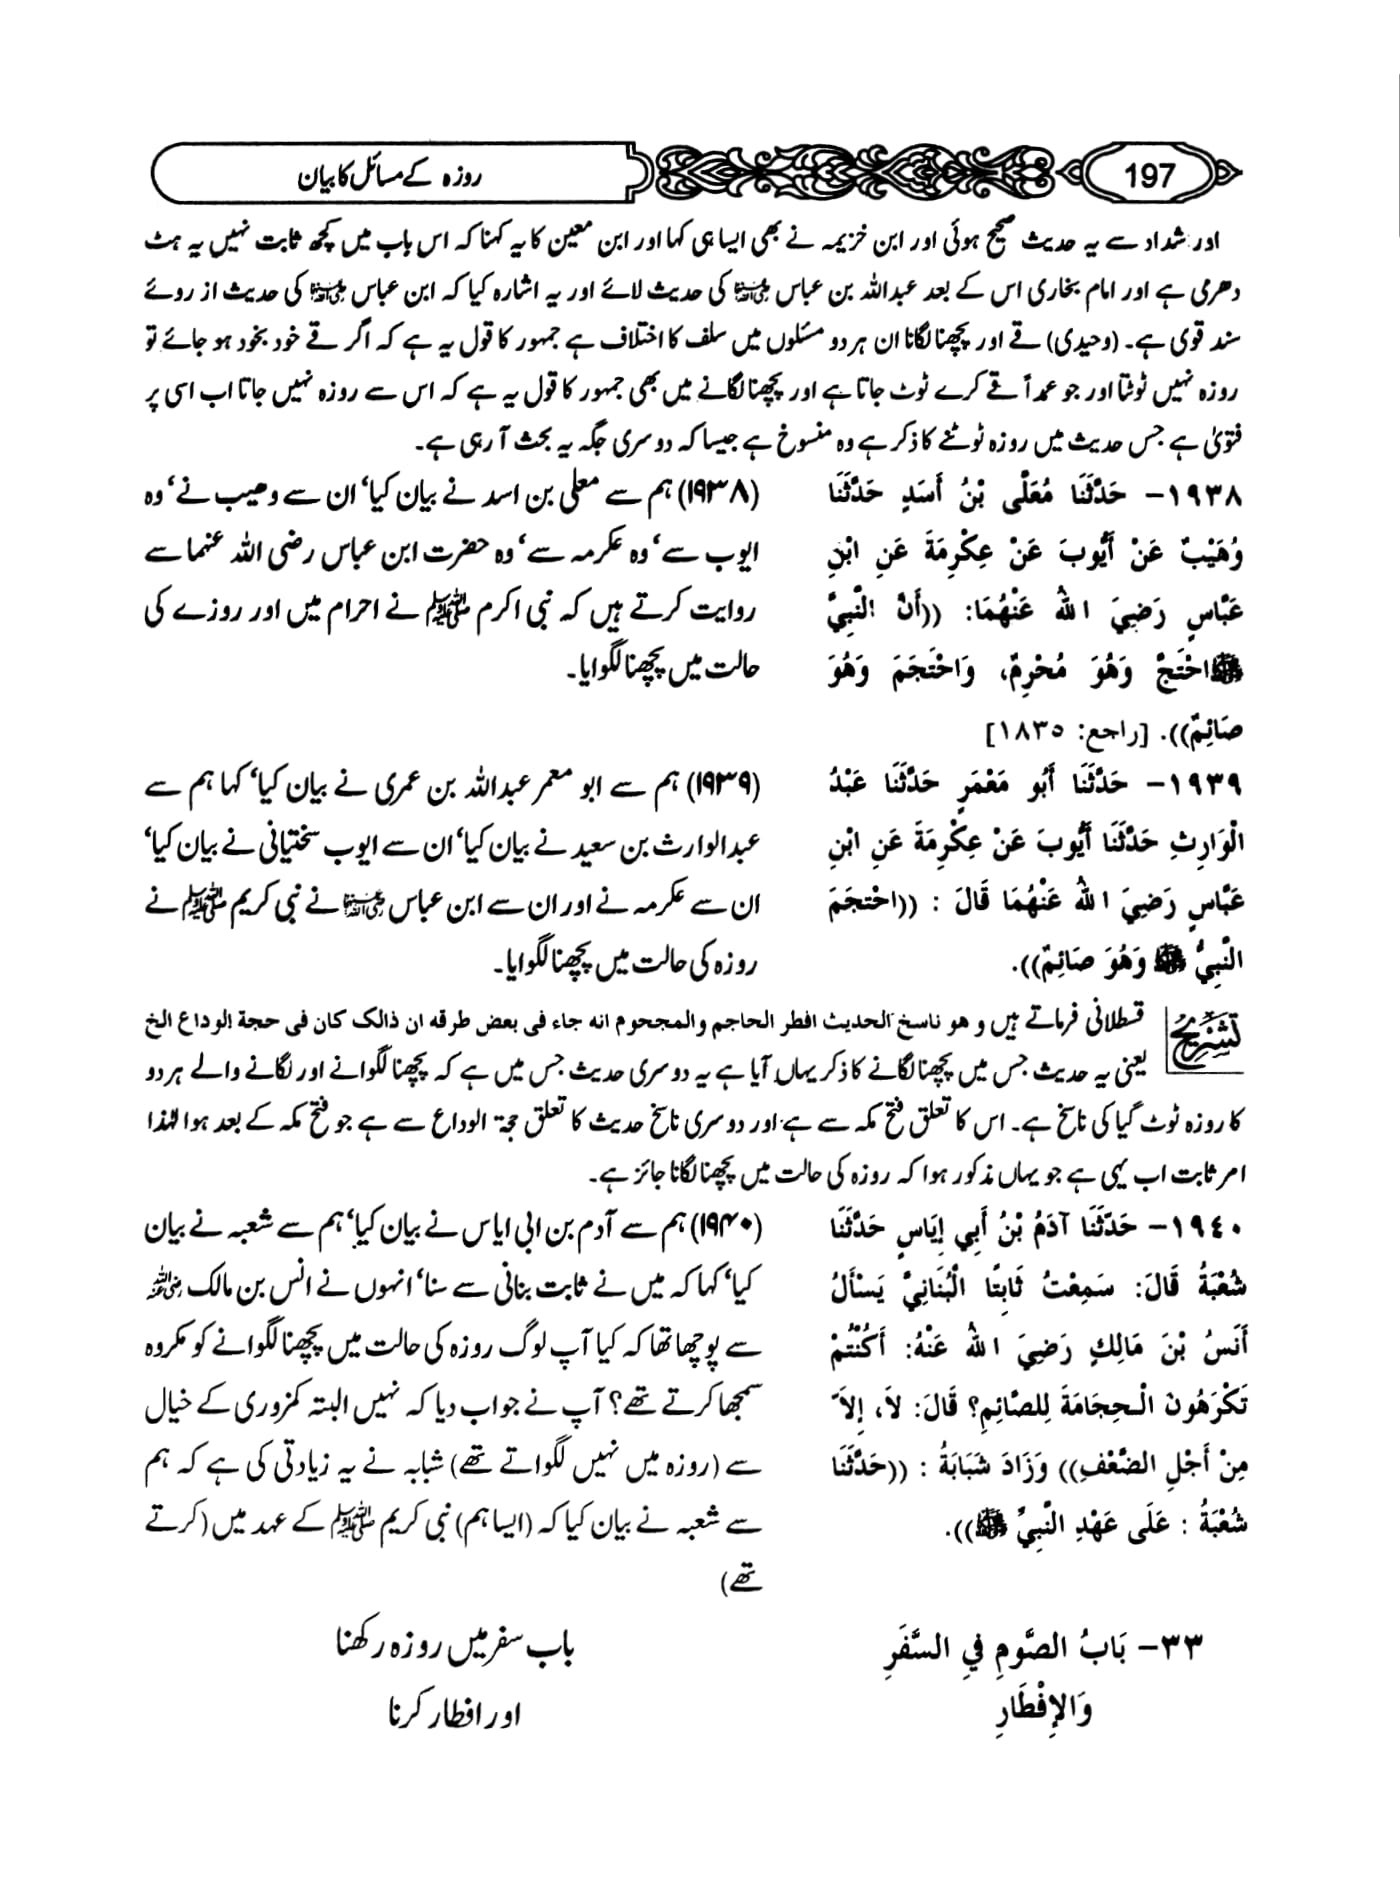 197
روزہ کے مسائل کا بیان
اور شداد سے یہ حدیث صحیح ہوئی اور ابن خزیمہ نے بھی ایسا ہی کہا اور ابن معین کا یہ کہنا کہ اس باب میں کچھ ثابت نہیں یہ ہٹ
دھرمی ہے اور امام بخاری اس کے بعد عبداللہ بن عباس رضی اللہ عنہما کی حدیث لائے اور یہ اشارہ کیا کہ ابن عباس رضی اللہ عنہما کی حدیث از روئے
سند قوی ہے۔ (وحیدی) قے اور پچھنا لگانا ان ہر دو مسئلوں میں سلف کا اختلاف ہے جمہور کا قول یہ ہے کہ اگر قے خود بخود ہو جائے تو
روزہ نہیں ٹوٹتا اور جو عمداً قے کرے ٹوٹ جاتا ہے اور پچھنا لگانے میں بھی جمہور کا قول یہ ہے کہ اس سے روزہ نہیں جاتا اب اسی پر
فتویٰ ہے جس حدیث میں روزہ ٹوٹنے کا ذکر ہے وہ منسوخ ہے جیسا کہ دوسری جگہ یہ بحث آ رہی ہے۔
١٩٣٨- حَدَّثَنَا مُعَلَّى بْنُ أَسَدٍ حَدَّثَنَا
وُهَيْبٌ عَنْ أَيُّوبَ عَنْ عِكْرِمَةَ عَنِ ابْنِ
عَبَّاسٍ رَضِيَ اللهُ عَنْهُمَا: ((أَنَّ النَّبِيَّ
ﷺ احْتَجَمَ وَهُوَ مُحْرِمٌ، وَاحْتَجَمَ وَهُوَ
صَائِمٌ)). [راجع: ١٨٣٥]
(۱۹۳۸) ہم سے معلی بن اسد نے بیان کیا‘ ان سے وہیب نے‘ وہ
ایوب سے‘ وہ عکرمہ سے‘ وہ حضرت ابن عباس رضی اللہ عنہما سے
روایت کرتے ہیں کہ نبی اکرم ﷺ نے احرام میں اور روزے کی
حالت میں پچھنا لگوایا۔
١٩٣٩- حَدَّثَنَا أَبُو مَعْمَرٍ حَدَّثَنَا عَبْدُ
الْوَارِثِ حَدَّثَنَا أَيُّوبَ عَنْ عِكْرِمَةَ عَنِ ابْنِ
عَبَّاسٍ رَضِيَ اللهُ عَنْهُمَا قَالَ : ((احْتَجَمَ
النَّبِيُّ ﷺ وَهُوَ صَائِمٌ)).
(۱۹۳۹) ہم سے ابو معمر عبداللہ بن عمری نے بیان کیا‘ کہا ہم سے
عبدالوارث بن سعید نے بیان کیا‘ ان سے ایوب سختیانی نے بیان کیا‘
ان سے عکرمہ نے اور ان سے ابن عباس رضی اللہ عنہما نے نبی کریم ﷺ نے
روزہ کی حالت میں پچھنا لگوایا۔
تشریح
قسطلانی فرماتے ہیں و هو ناسخ الحدیث افطر الحاجم والمجحوم انه جاء فی بعض طرقه ان ذالک کان فی حجة الوداع الخ
یعنی یہ حدیث جس میں پچھنا لگانے کا ذکر یہاں آیا ہے یہ دوسری حدیث جس میں ہے کہ پچھنا لگوانے اور لگانے والے ہر دو
کا روزہ ٹوٹ گیا کی ناسخ ہے۔ اس کا تعلق فتح مکہ سے ہے اور دوسری ناسخ حدیث کا تعلق حجۃ الوداع سے ہے جو فتح مکہ کے بعد ہوا لہٰذا
امر ثابت اب یہی ہے جو یہاں مذکور ہوا کہ روزہ کی حالت میں پچھنا لگانا جائز ہے۔
١٩٤٠- حَدَّثَنَا آدَمُ بْنُ أَبِي إِيَاسٍ حَدَّثَنَا
شُعْبَةُ قَالَ: سَمِعْتُ ثَابِتًا الْبُنَانِيَّ يَسْأَلُ
أَنَسُ بْنَ مَالِكٍ رَضِيَ اللهُ عَنْهُ: أَكُنْتُمْ
تَكْرَهُونَ الْحِجَامَةَ لِلصَّائِمِ؟ قَالَ: لاَ، إِلاَّ
مِنْ أَجْلِ الضَّعْفِ)) وَزَادَ شَبَابَةُ : ((حَدَّثَنَا
شُعْبَةُ : عَلَى عَهْدِ النَّبِيِّ ﷺ)).
(۱۹۴۰) ہم سے آدم بن ابی ایاس نے بیان کیا‘ ہم سے شعبہ نے بیان
کیا‘ کہا کہ میں نے ثابت بنانی سے سنا‘ انہوں نے انس بن مالک رضی اللہ عنہ
سے پوچھا تھا کہ کیا آپ لوگ روزہ کی حالت میں پچھنا لگوانے کو مکروہ
سمجھا کرتے تھے؟ آپ نے جواب دیا کہ نہیں البتہ کمزوری کے خیال
سے (روزہ میں نہیں لگواتے تھے) شبابہ نے یہ زیادتی کی ہے کہ ہم
سے شعبہ نے بیان کیا کہ (ایسا ہم) نبی کریم ﷺ کے عہد میں (کرتے
تھے)
٣٣- بَابُ الصَّومِ فِي السَّفَرِ
وَالإِفْطَارِ
باب سفر میں روزہ رکھنا
اور افطار کرنا